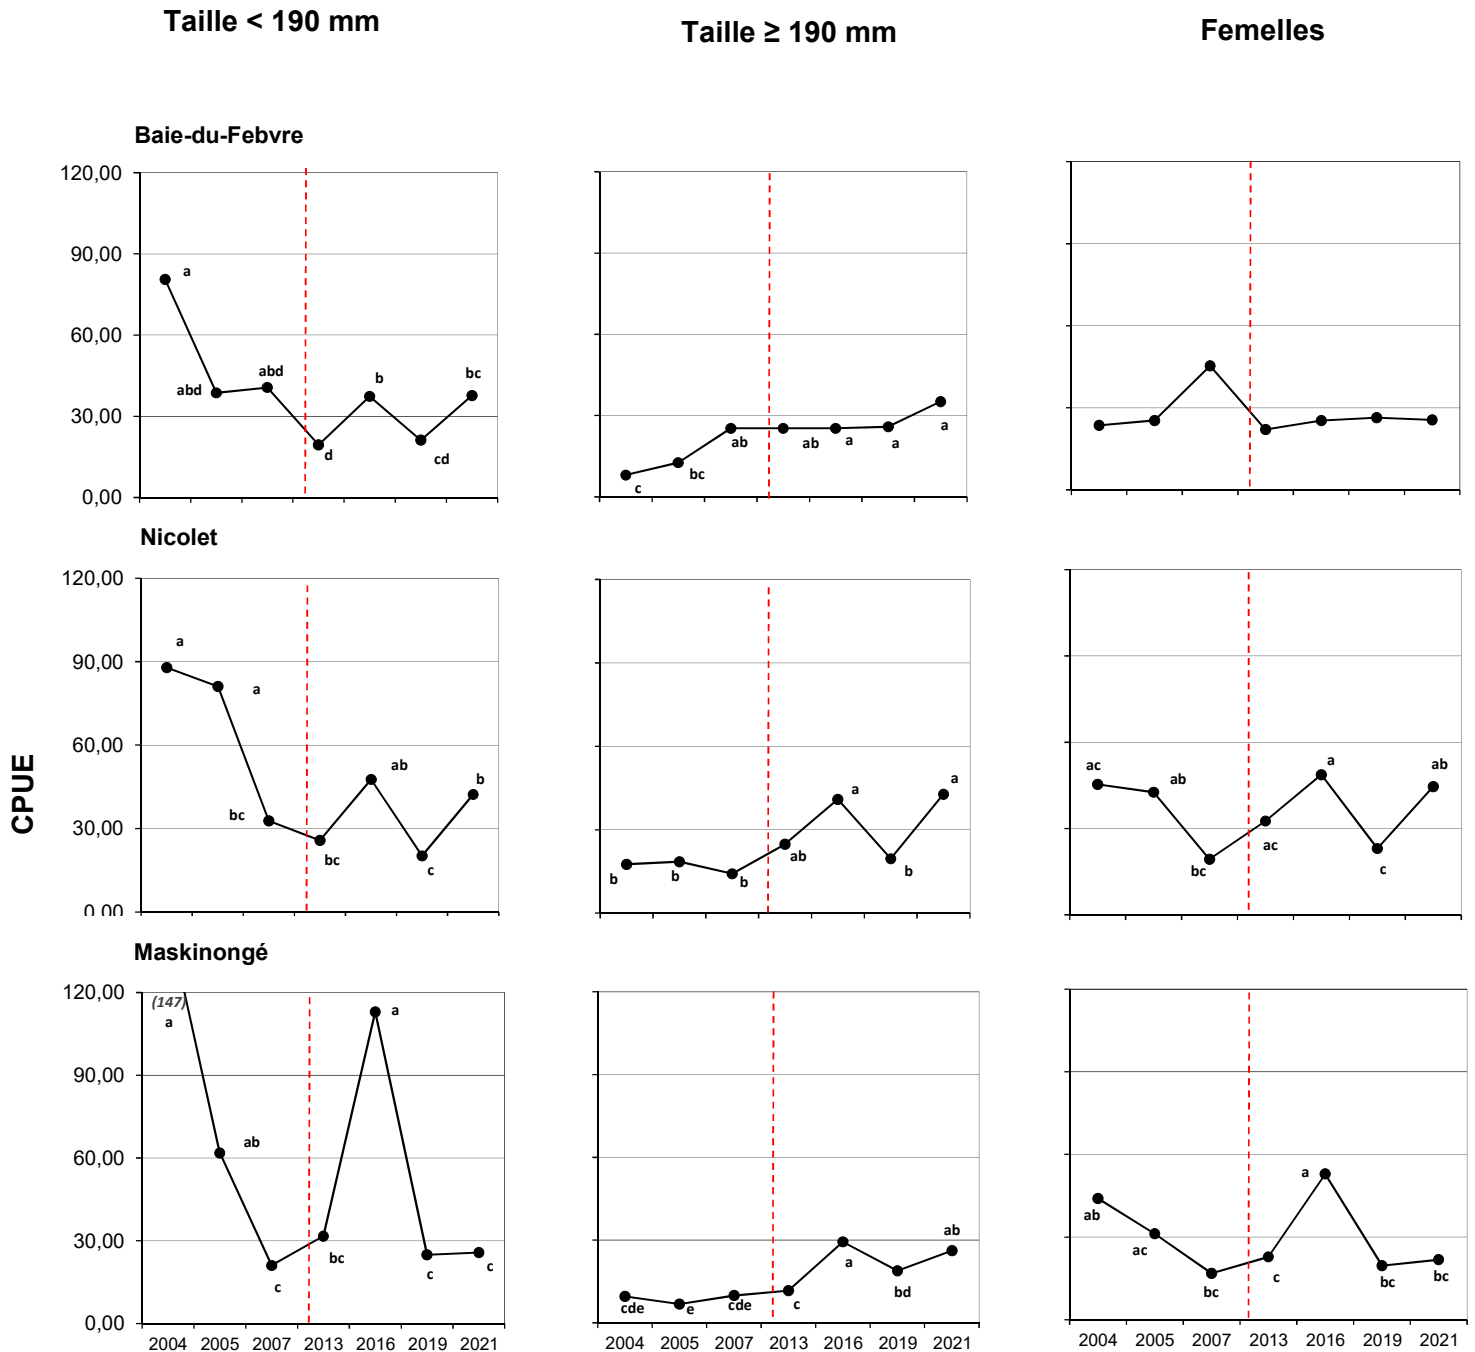 Taille < 190 mm
Taille ≥ 190 mm
Femelles
Baie-du-Febvre
120,00
90,00
60,00
30,00
0,00
a
abd
abd
d
b
cd
bc
c
bc
ab
ab
a
a
a
Nicolet
120,00
90,00
60,00
30,00
0,00
a
a
bc
bc
ab
c
b
b
b
b
ab
a
b
a
ac
ab
bc
ac
a
c
ab
CPUE
Maskinongé
120,00
90,00
60,00
30,00
0,00
(147)
a
ab
c
bc
a
c
c
cde
e
cde
c
a
bd
ab
ab
ac
bc
c
a
bc
bc
2004 2005 2007 2013 2016 2019 2021
2004 2005 2007 2013 2016 2019 2021
2004 2005 2007 2013 2016 2019 2021